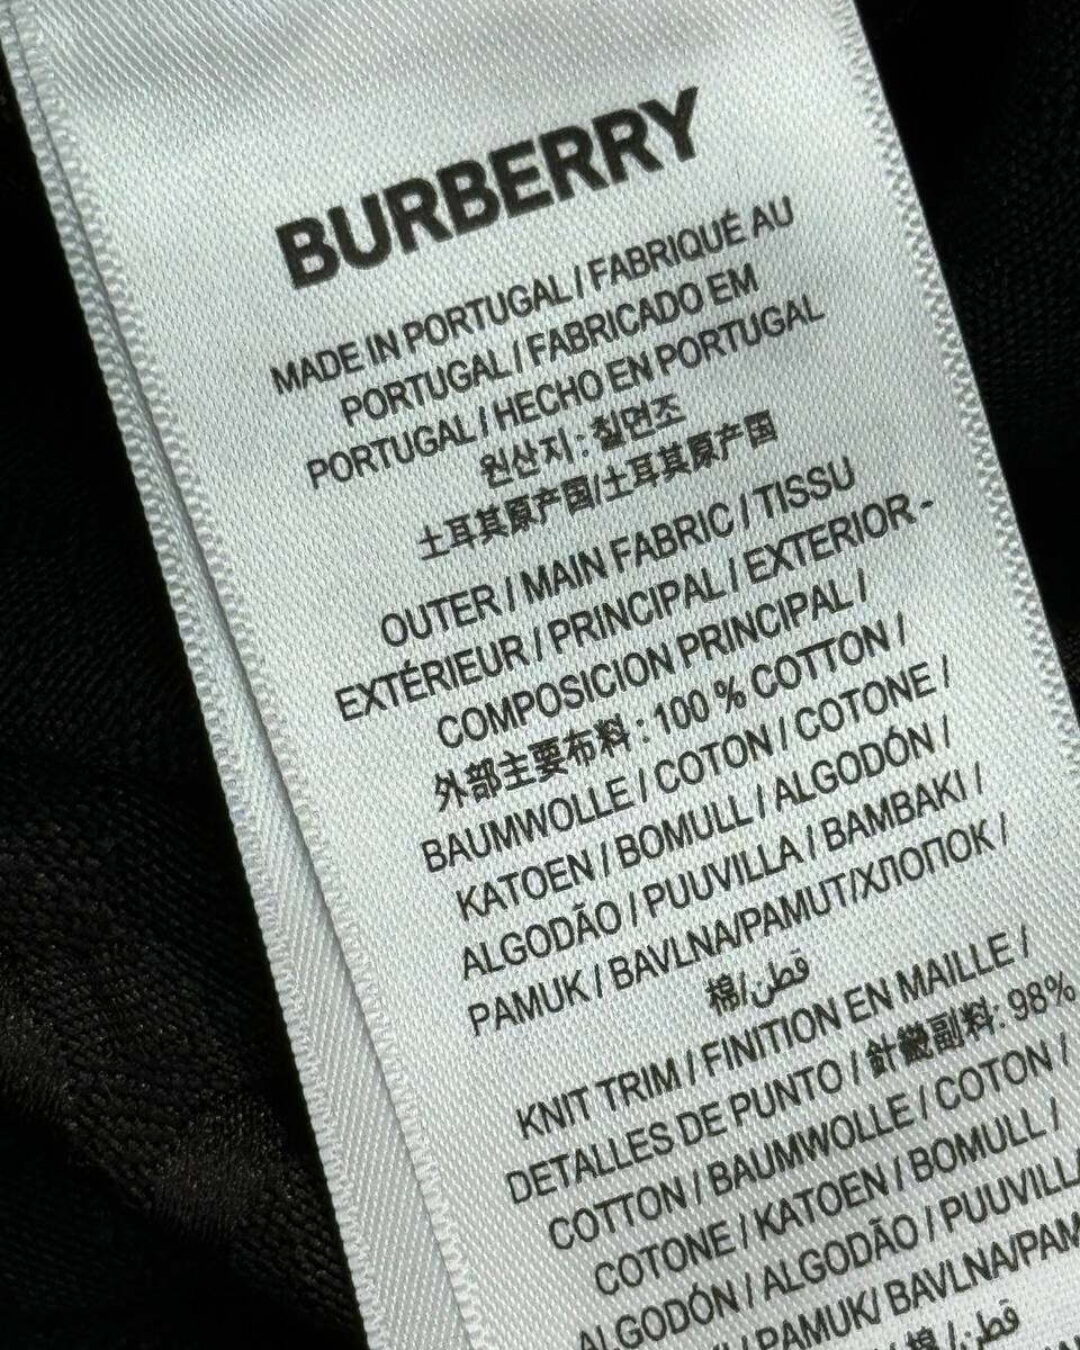 BURBERRY
MADE IN PORTUGAL / FABRIQUÉ AU
PORTUGAL / FABRICADO EM
PORTUGAL / HECHO EN PORTUGAL
원산지 : 칠면조
土耳其原产国/土耳其原产国
OUTER / MAIN FABRIC / TISSU
EXTÉRIEUR / PRINCIPAL / EXTERIOR -
COMPOSICION PRINCIPAL /
外部主要布料 : 100 % COTTON /
BAUMWOLLE / COTON / COTONE /
KATOEN / BOMULL / ALGODÓN /
ALGODÃO / PUUVILLA / BAMBAKI /
PAMUK / BAVLNA/PAMUT/ХЛОПОК /
棉/قطن
KNIT TRIM / FINITION EN MAILLE /
DETALLES DE PUNTO / 針織副料: 98%
COTTON / BAUMWOLLE / COTON /
COTONE / KATOEN / BOMULL /
ALGODÓN / ALGODÃO / PUUVILLA
/ PAMUK/ BAVLNA/PAM
/ 棉/قطن